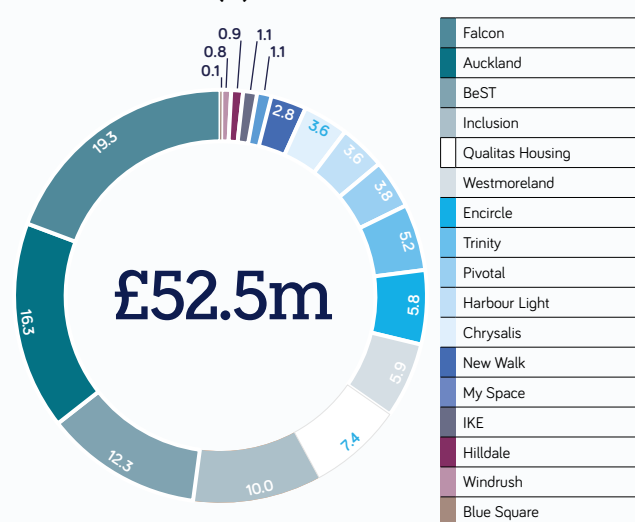 0.9
1.1
0.8
1.1
0.1
2.8
3.6
3.6
3.8
5.2
5.8
5.9
7.4
10.0
12.3
16.3
19.3
£52.5m
Falcon
Auckland
BeST
Inclusion
Qualitas Housing
Westmoreland
Encircle
Trinity
Pivotal
Harbour Light
Chrysalis
New Walk
My Space
IKE
Hilldale
Windrush
Blue Square